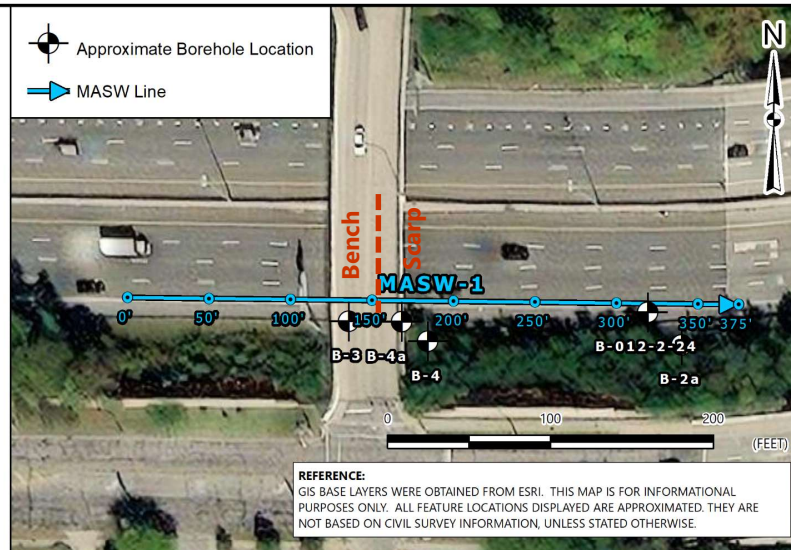 Approximate Borehole Location
MASW Line
N
Bench
Scarp
MASW-1
0'
50'
100'
150'
200'
250'
300'
350'
375'
B-3
B-4a
B-4
B-012-2-24
B-2a
0
100
200
(FEET)
REFERENCE:
GIS BASE LAYERS WERE OBTAINED FROM ESRI. THIS MAP IS FOR INFORMATIONAL
PURPOSES ONLY. ALL FEATURE LOCATIONS DISPLAYED ARE APPROXIMATED. THEY ARE
NOT BASED ON CIVIL SURVEY INFORMATION, UNLESS STATED OTHERWISE.